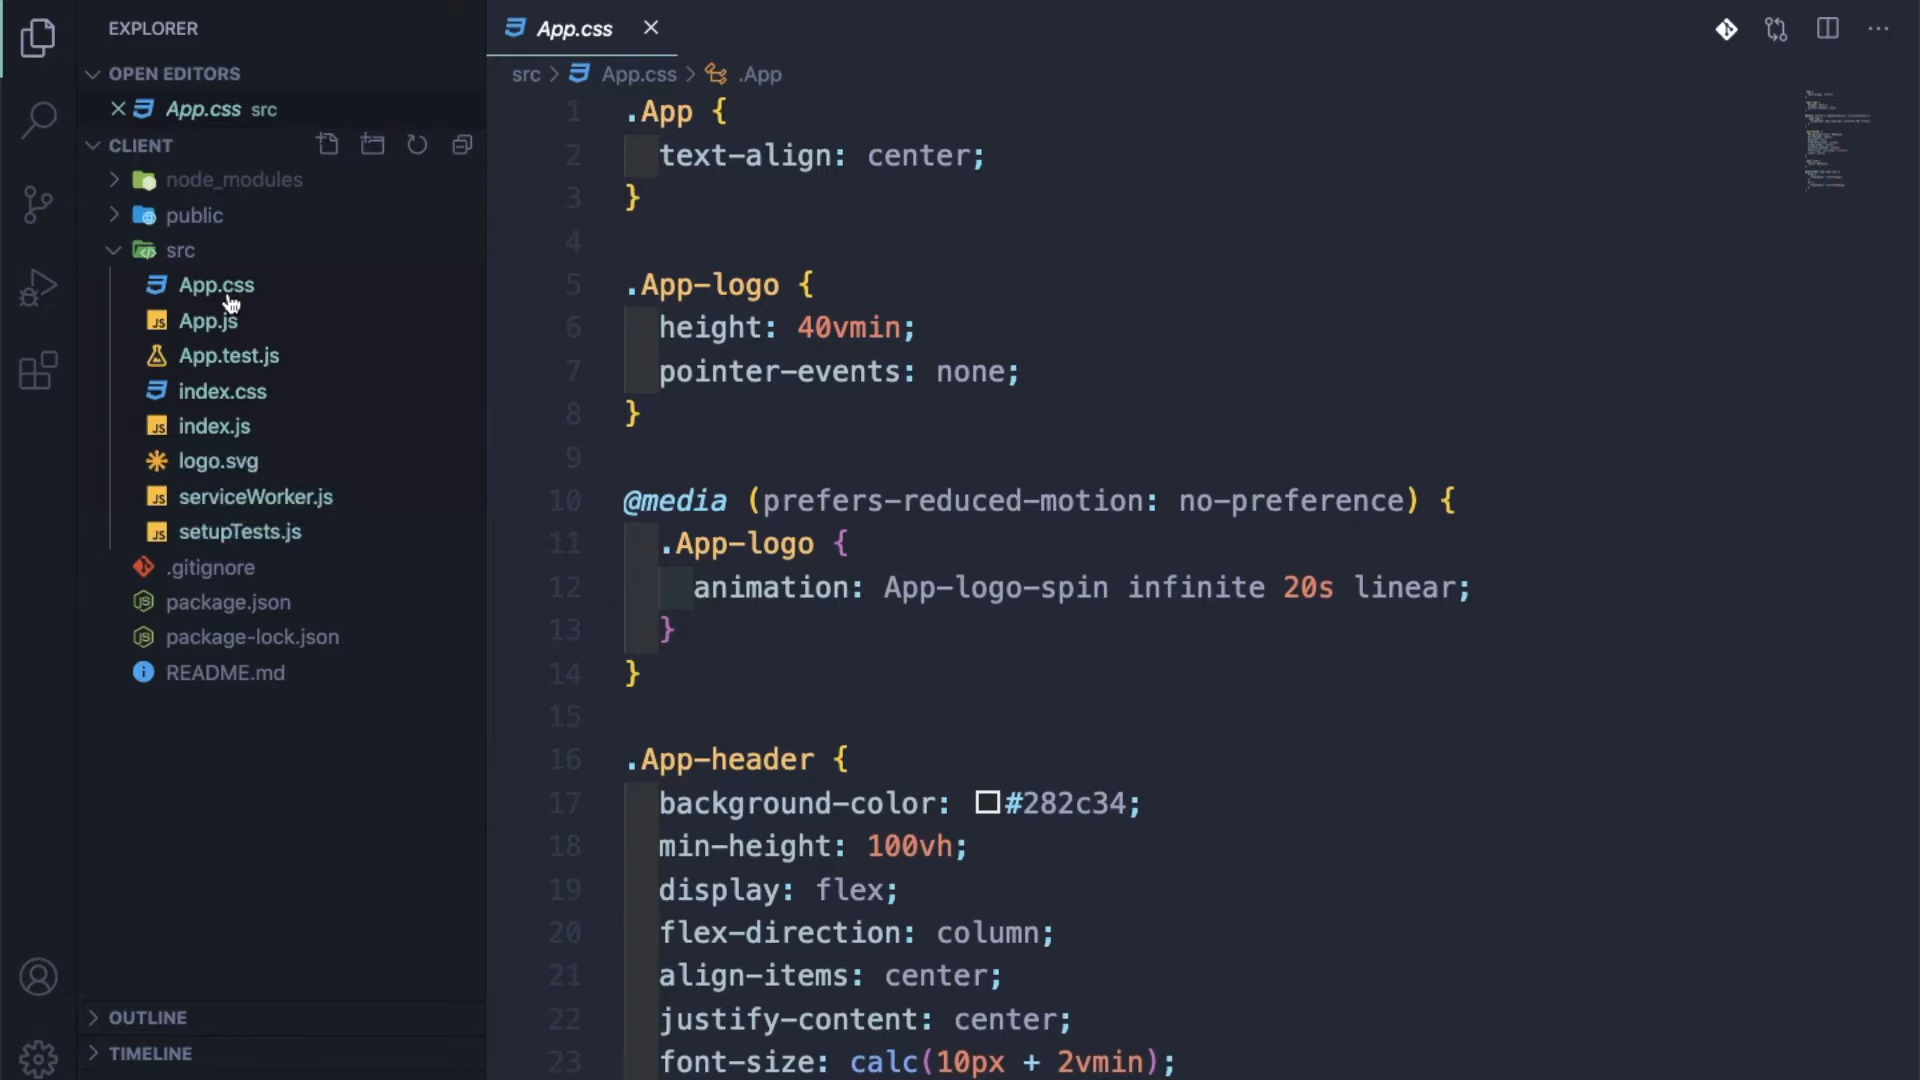 EXPLORER
OPEN EDITORS
App.css src
CLIENT
node_modules
public
src
App.css
App.js
App.test.js
index.css
index.js
logo.svg
serviceWorker.js
setupTests.js
.gitignore
package.json
package-lock.json
README.md
OUTLINE
TIMELINE
App.css
src > App.css > .App
1 .App {
2 text-align: center;
3 }
4
5 .App-logo {
6 height: 40vmin;
7 pointer-events: none;
8 }
9
10 @media (prefers-reduced-motion: no-preference) {
11 .App-logo {
12 animation: App-logo-spin infinite 20s linear;
13 }
14 }
15
16 .App-header {
17 background-color: #282c34;
18 min-height: 100vh;
19 display: flex;
20 flex-direction: column;
21 align-items: center;
22 justify-content: center;
23 font-size: calc(10px + 2vmin);